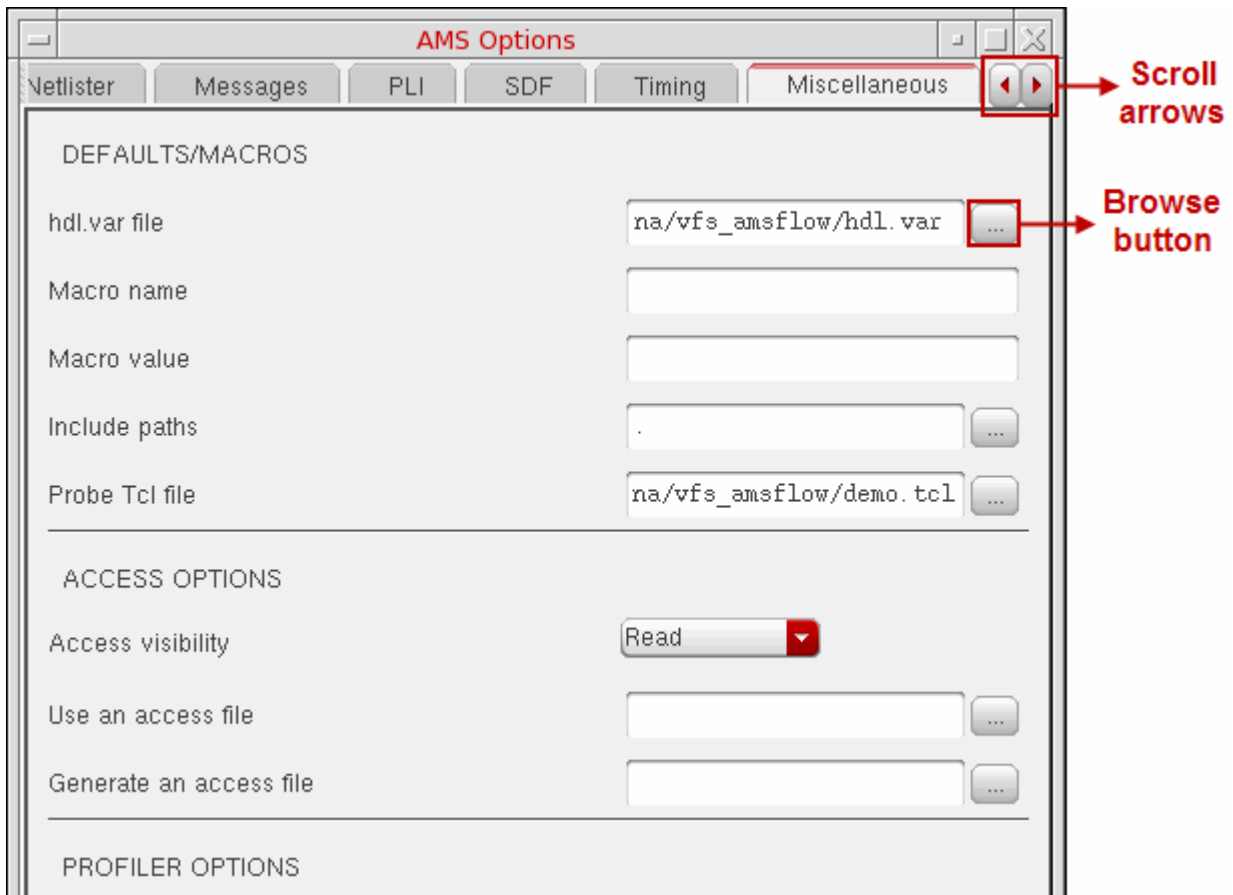 AMS Options
Netlister Messages PLI SDF Timing Miscellaneous
Scroll
arrows
DEFAULTS/MACROS
hdl.var file na/vfs_amsflow/hdl.var ...
Browse
button
Macro name
Macro value
Include paths . ...
Probe Tcl file na/vfs_amsflow/demo.tcl ...
ACCESS OPTIONS
Access visibility Read
Use an access file ...
Generate an access file ...
PROFILER OPTIONS